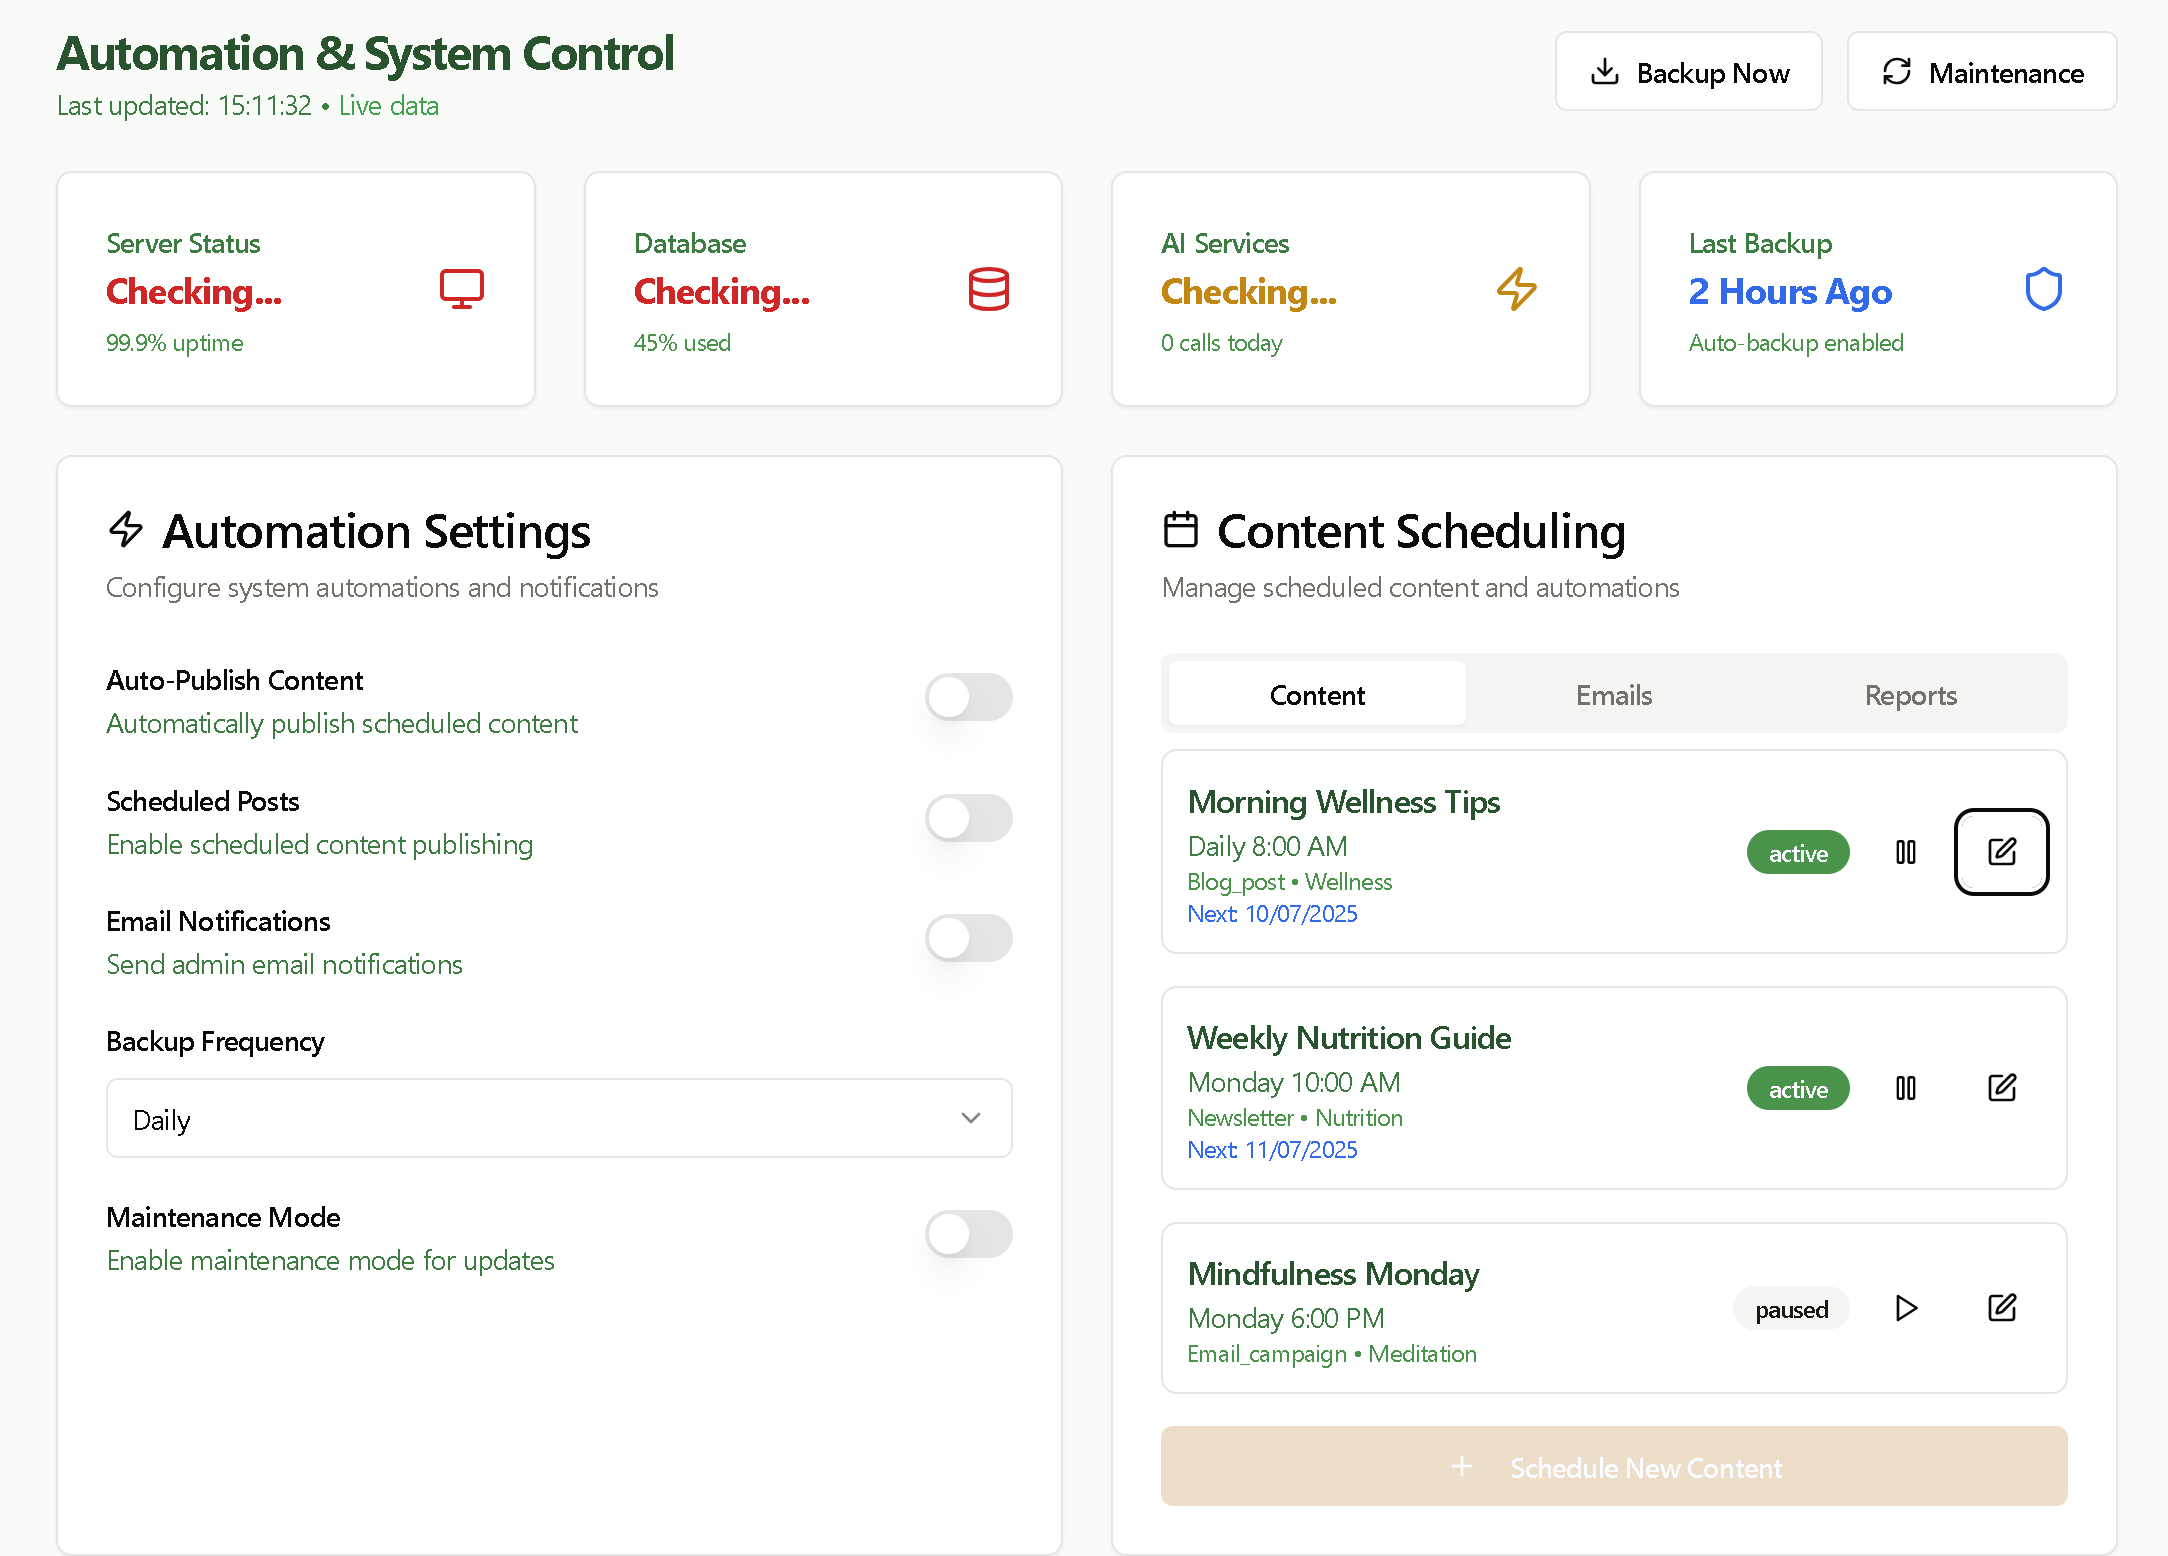 Automation & System Control
Last updated: 15:11:32 • Live data
Backup Now
Maintenance
Server Status
Checking...
99.9% uptime
Database
Checking...
45% used
AI Services
Checking...
0 calls today
Last Backup
2 Hours Ago
Auto-backup enabled
Automation Settings
Configure system automations and notifications
Auto-Publish Content
Automatically publish scheduled content
Scheduled Posts
Enable scheduled content publishing
Email Notifications
Send admin email notifications
Backup Frequency
Daily
Maintenance Mode
Enable maintenance mode for updates
Content Scheduling
Manage scheduled content and automations
Content
Emails
Reports
Morning Wellness Tips
Daily 8:00 AM
Blog_post • Wellness
Next: 10/07/2025
active
Weekly Nutrition Guide
Monday 10:00 AM
Newsletter • Nutrition
Next: 11/07/2025
active
Mindfulness Monday
Monday 6:00 PM
Email_campaign • Meditation
paused
Schedule New Content